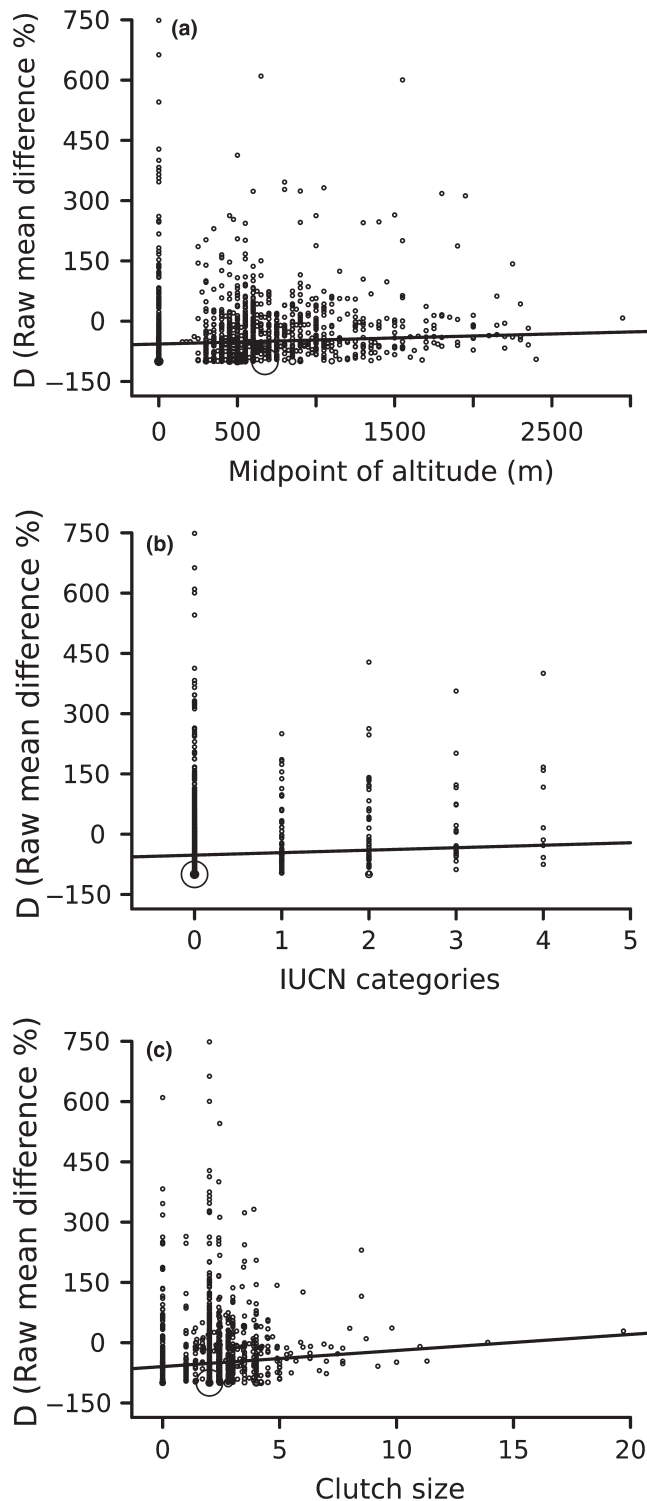 (a)
D (Raw mean difference %)
750
600
450
300
150
0
−150
0 500 1500 2500
Midpoint of altitude (m)
(b)
D (Raw mean difference %)
750
600
450
300
150
0
−150
0 1 2 3 4 5
IUCN categories
(c)
D (Raw mean difference %)
750
600
450
300
150
0
−150
0 5 10 15 20
Clutch size